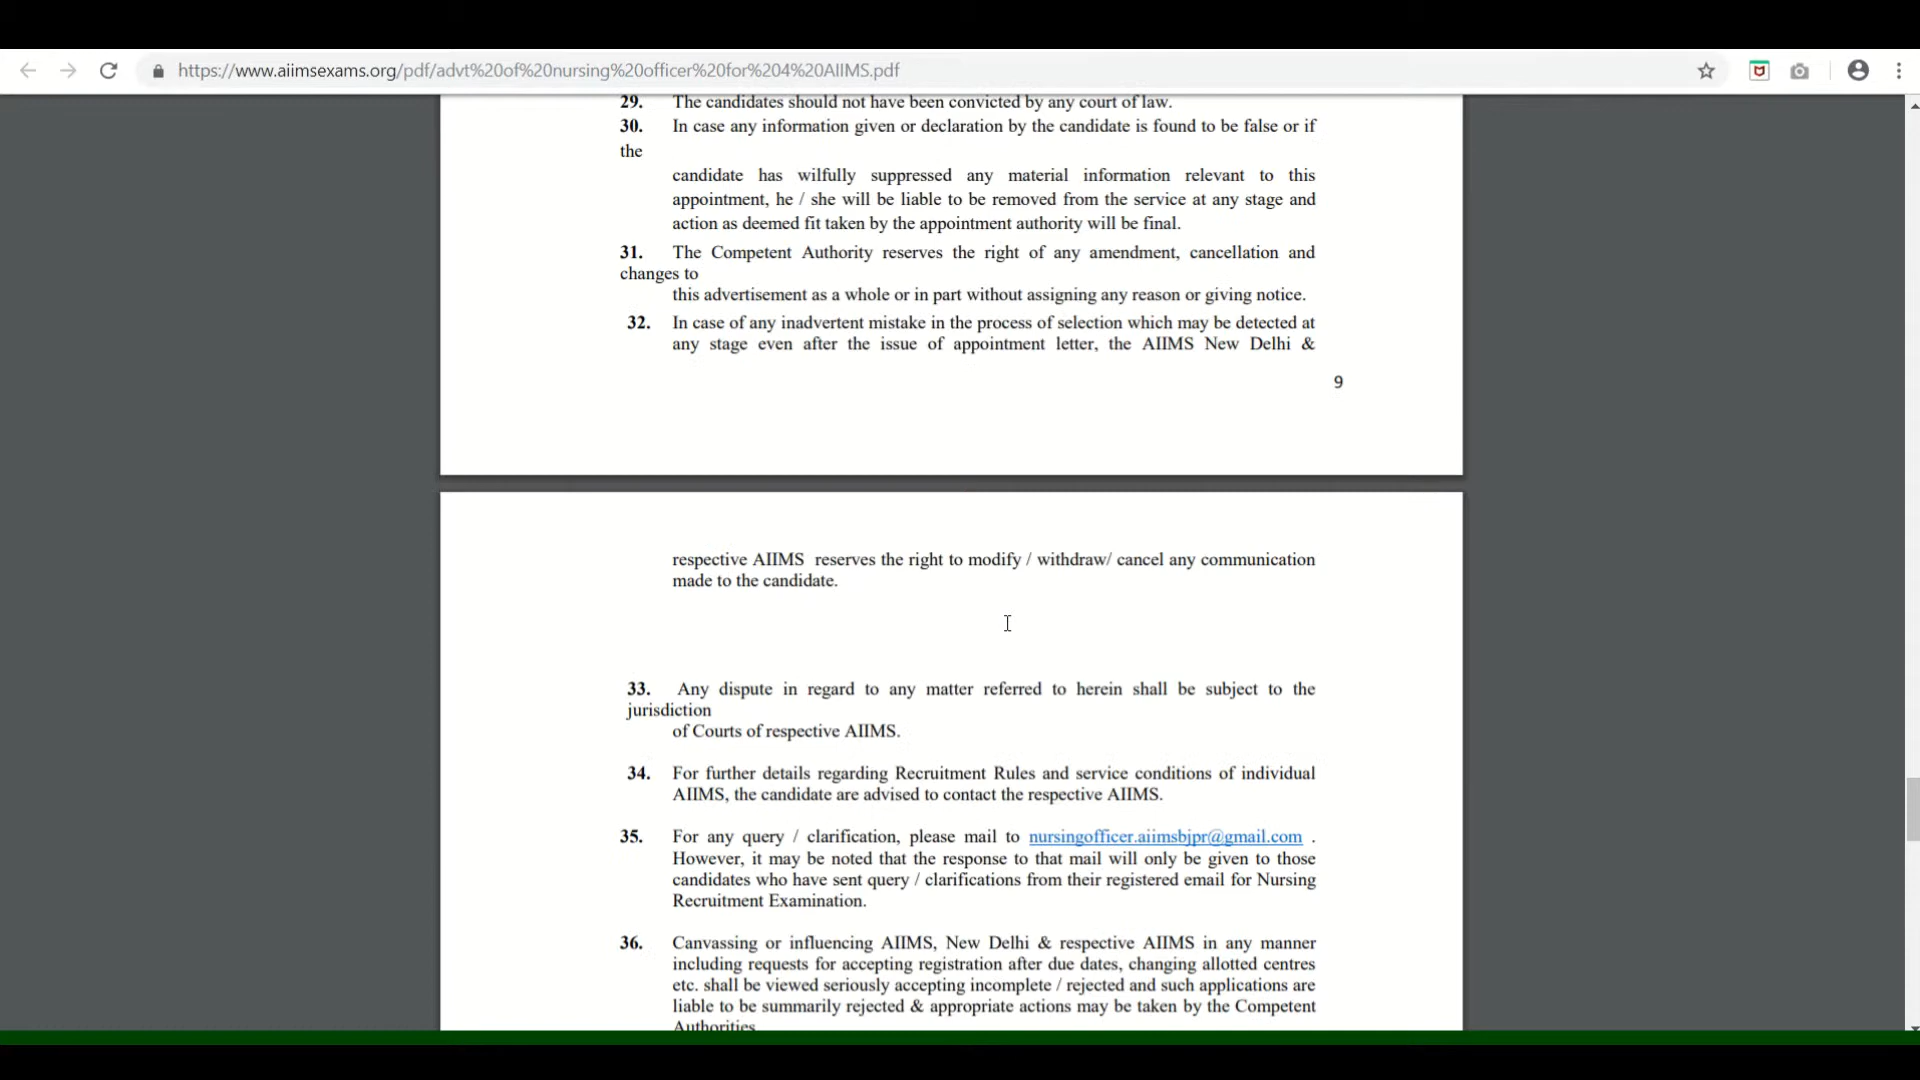 https://www.aiimsexams.org/pdf/advt%20of%20nursing%20officer%20for%204%20AIIMS.pdf
29. The candidates should not have been convicted by any court of law.
30. In case any information given or declaration by the candidate is found to be false or if
the
candidate has wilfully suppressed any material information relevant to this
appointment, he / she will be liable to be removed from the service at any stage and
action as deemed fit taken by the appointment authority will be final.
31. The Competent Authority reserves the right of any amendment, cancellation and
changes to
this advertisement as a whole or in part without assigning any reason or giving notice.
32. In case of any inadvertent mistake in the process of selection which may be detected at
any stage even after the issue of appointment letter, the AIIMS New Delhi &
9
respective AIIMS reserves the right to modify / withdraw/ cancel any communication
made to the candidate.
33. Any dispute in regard to any matter referred to herein shall be subject to the
jurisdiction
of Courts of respective AIIMS.
34. For further details regarding Recruitment Rules and service conditions of individual
AIIMS, the candidate are advised to contact the respective AIIMS.
35. For any query / clarification, please mail to nursingofficer.aiimsbjpr@gmail.com .
However, it may be noted that the response to that mail will only be given to those
candidates who have sent query / clarifications from their registered email for Nursing
Recruitment Examination.
36. Canvassing or influencing AIIMS, New Delhi & respective AIIMS in any manner
including requests for accepting registration after due dates, changing allotted centres
etc. shall be viewed seriously accepting incomplete / rejected and such applications are
liable to be summarily rejected & appropriate actions may be taken by the Competent
Authorities